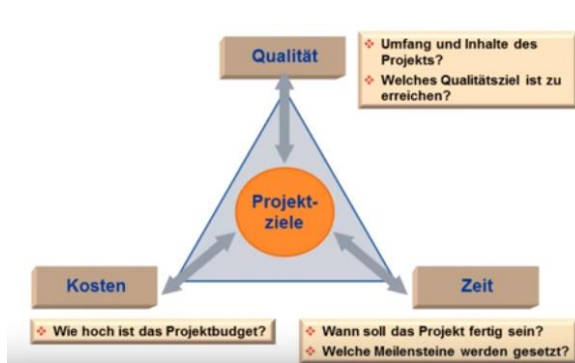 Qualität
❖ Umfang und Inhalte des
Projekts?
❖ Welches Qualitätsziel ist zu
erreichen?
Projekt-
ziele
Kosten
❖ Wie hoch ist das Projektbudget?
Zeit
❖ Wann soll das Projekt fertig sein?
❖ Welche Meilensteine werden gesetzt?